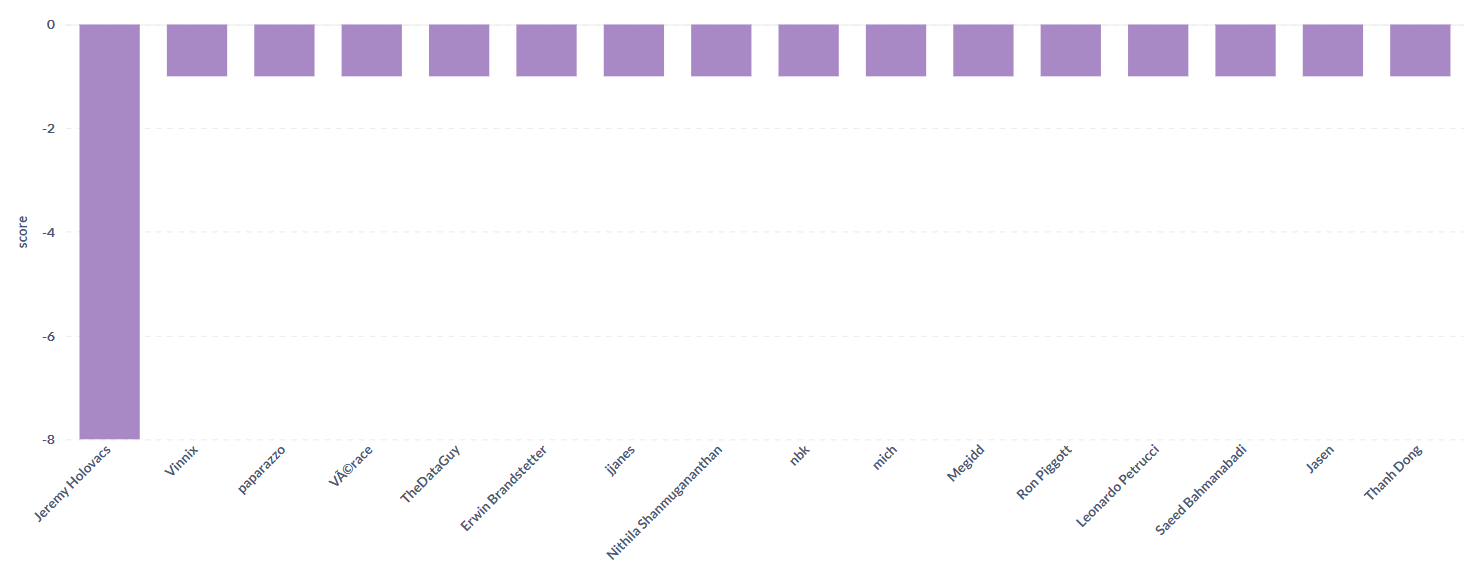 0
-2
-4
-6
-8
score
Jeremy Holovacs
Vinnix
paparazzo
VÃ©race
TheDataGuy
Erwin Brandstetter
jjanes
Nithila Shanmugananthan
nbk
mich
Megidd
Ron Piggott
Leonardo Petrucci
Saeed Bahmanabadi
Jasen
Thanh Dong